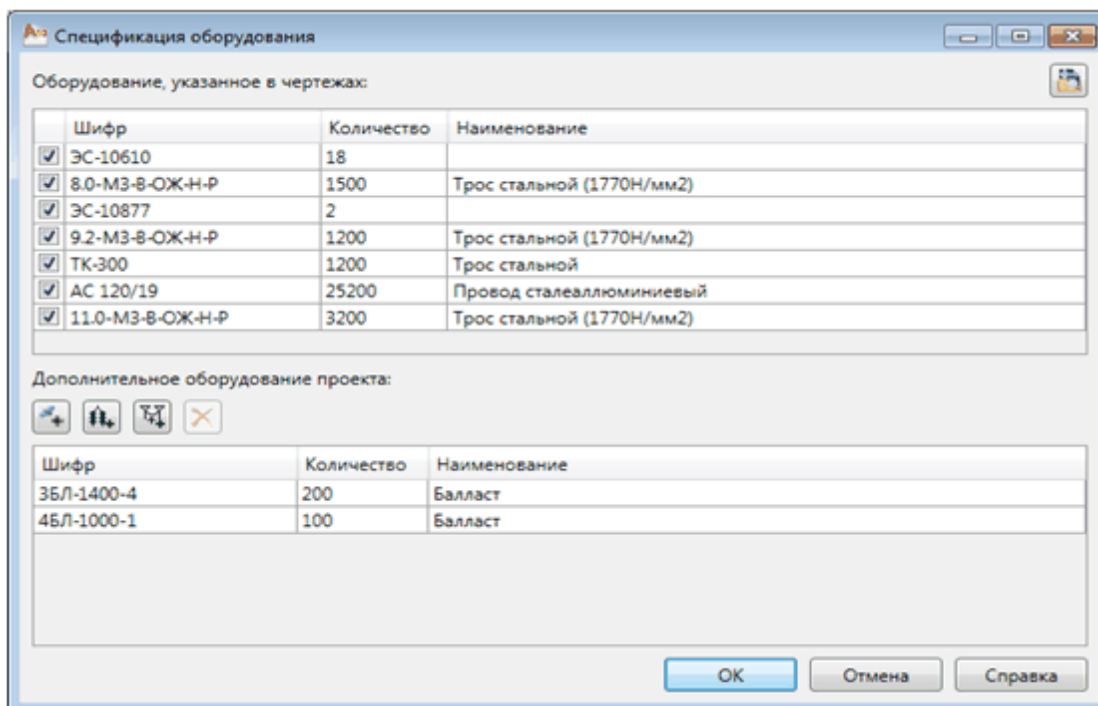 Спецификация оборудования
Оборудование, указанное в чертежах:
Шифр Количество Наименование
ЭС-10610 18
8.0-МЗ-В-ОЖ-Н-Р 1500 Трос стальной (1770Н/мм2)
ЭС-10877 2
9.2-МЗ-В-ОЖ-Н-Р 1200 Трос стальной (1770Н/мм2)
ТК-300 1200 Трос стальной
АС 120/19 25200 Провод сталеаллюминиевый
11.0-МЗ-В-ОЖ-Н-Р 3200 Трос стальной (1770Н/мм2)
Дополнительное оборудование проекта:
Шифр Количество Наименование
3БЛ-1400-4 200 Балласт
4БЛ-1000-1 100 Балласт
ОК Отмена Справка